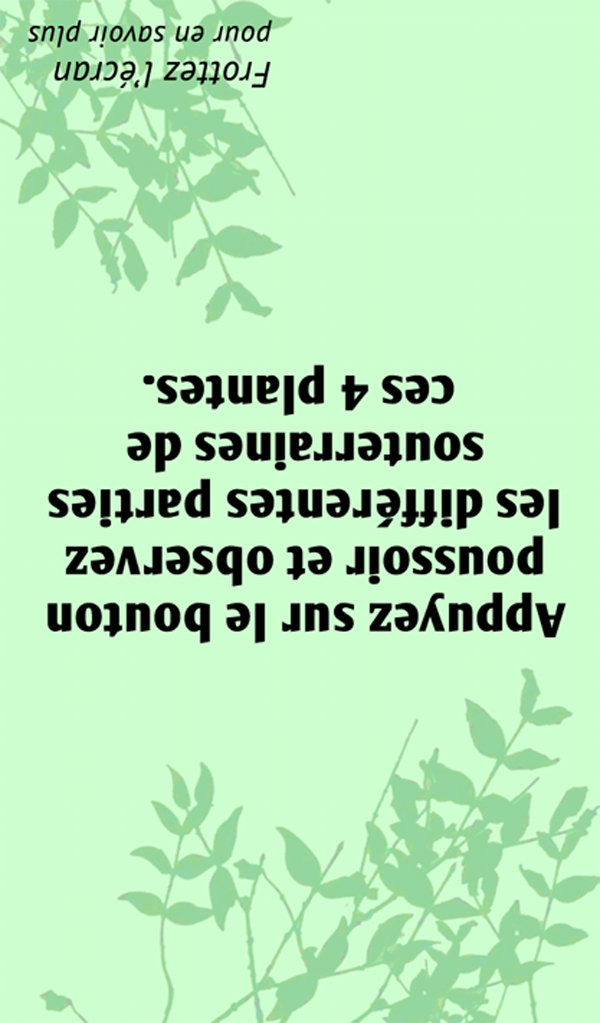 Appuyez sur le bouton
poussoir et observez
les différentes parties
souterraines de
ces 4 plantes.
Frottez l'écran
pour en savoir plus